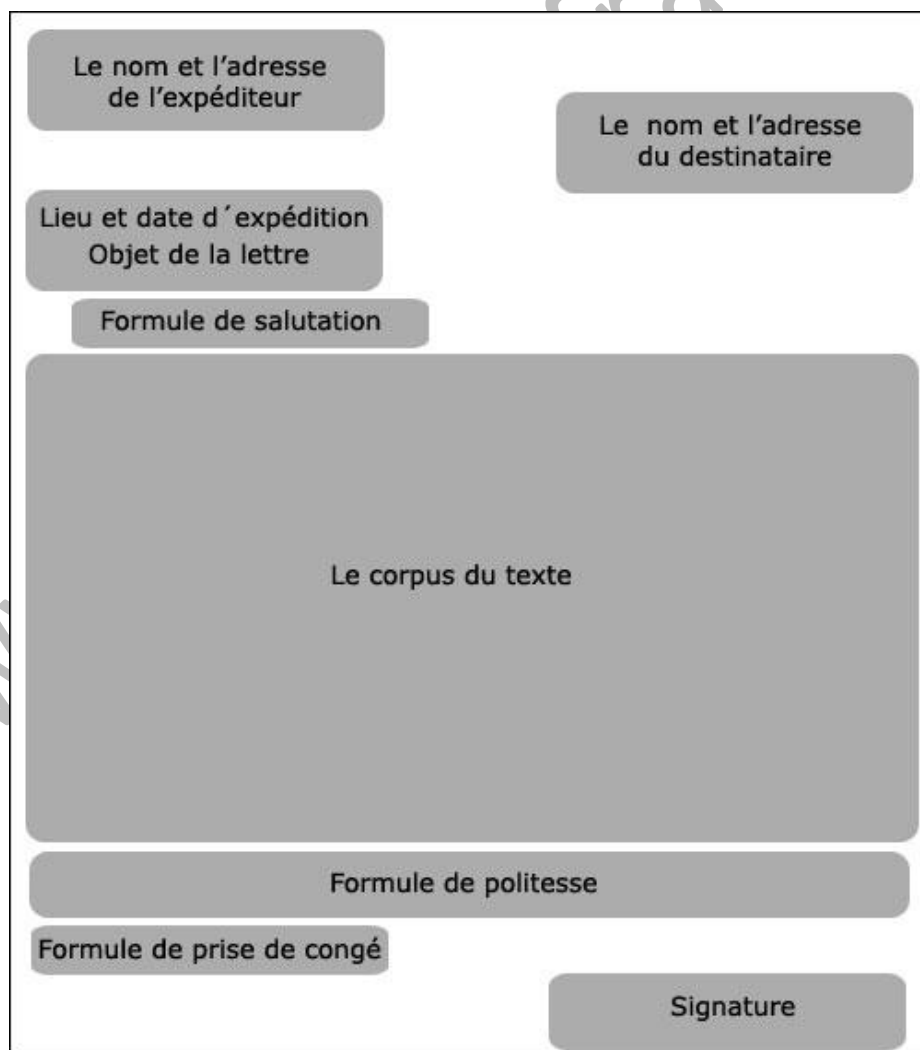 Le nom et l'adresse
de l'expéditeur
Le nom et l'adresse
du destinataire
Lieu et date d´expédition
Objet de la lettre
Formule de salutation
Le corpus du texte
Formule de politesse
Formule de prise de congé
Signature